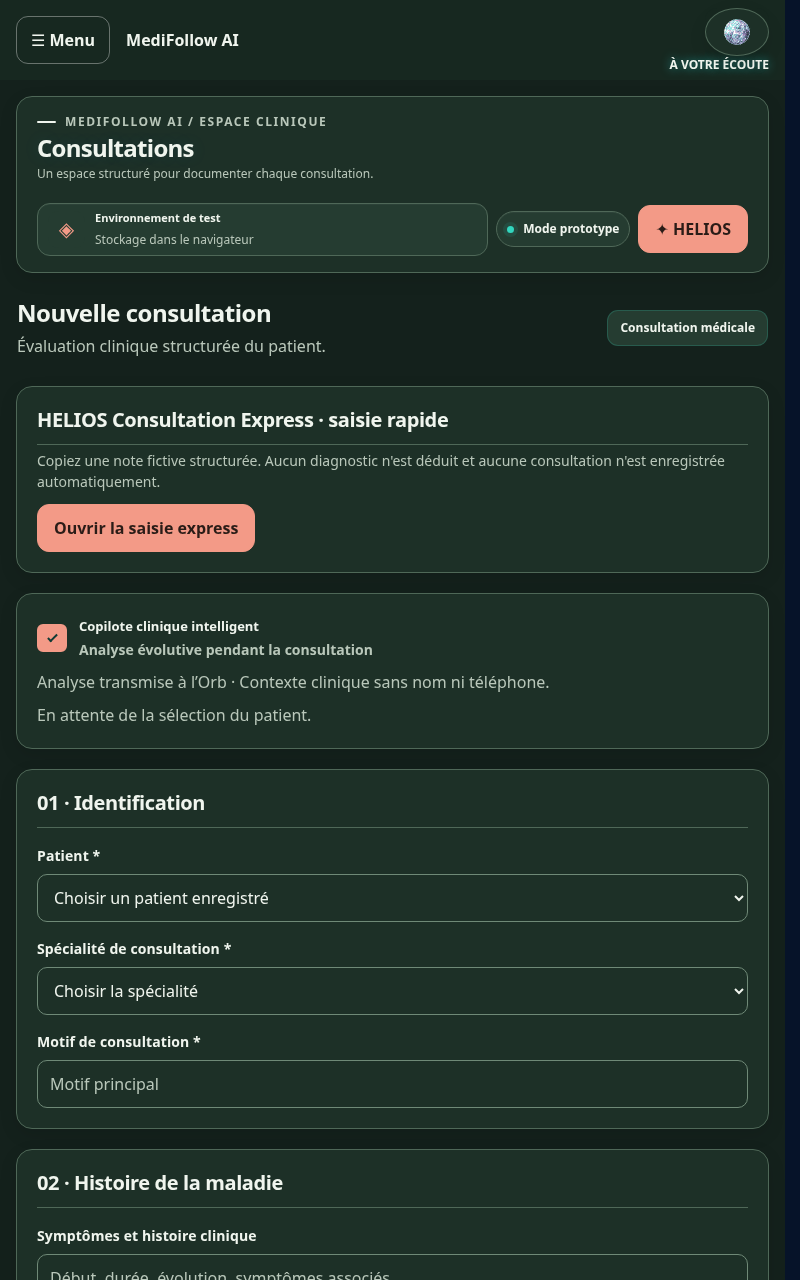 ☰ Menu
MediFollow AI
À VOTRE ÉCOUTE
MEDIFOLLOW AI / ESPACE CLINIQUE
Consultations
Un espace structuré pour documenter chaque consultation.
Environnement de test
Stockage dans le navigateur
Mode prototype
✦ HELIOS
Nouvelle consultation
Évaluation clinique structurée du patient.
Consultation médicale
HELIOS Consultation Express · saisie rapide
Copiez une note fictive structurée. Aucun diagnostic n'est déduit et aucune consultation n'est enregistrée
automatiquement.
Ouvrir la saisie express
Copilote clinique intelligent
Analyse évolutive pendant la consultation
Analyse transmise à l’Orb · Contexte clinique sans nom ni téléphone.
En attente de la sélection du patient.
01 · Identification
Patient *
Choisir un patient enregistré
Spécialité de consultation *
Choisir la spécialité
Motif de consultation *
Motif principal
02 · Histoire de la maladie
Symptômes et histoire clinique
Début, durée, évolution, symptômes associés